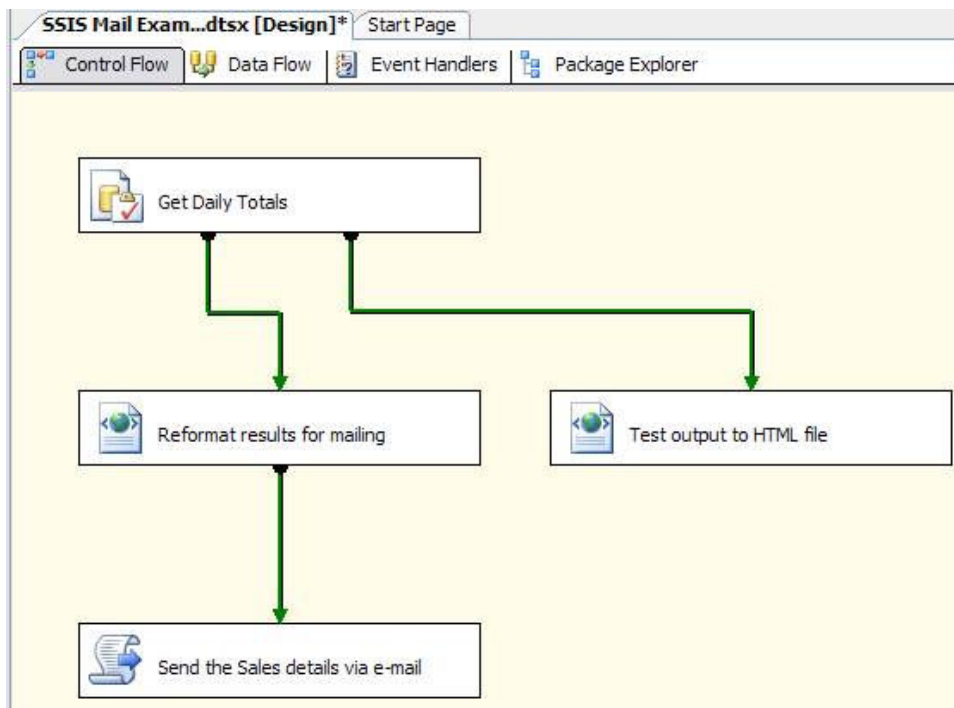 SSIS Mail Exam...dtsx [Design]* Start Page
Control Flow Data Flow Event Handlers Package Explorer
Get Daily Totals
Reformat results for mailing
Test output to HTML file
Send the Sales details via e-mail